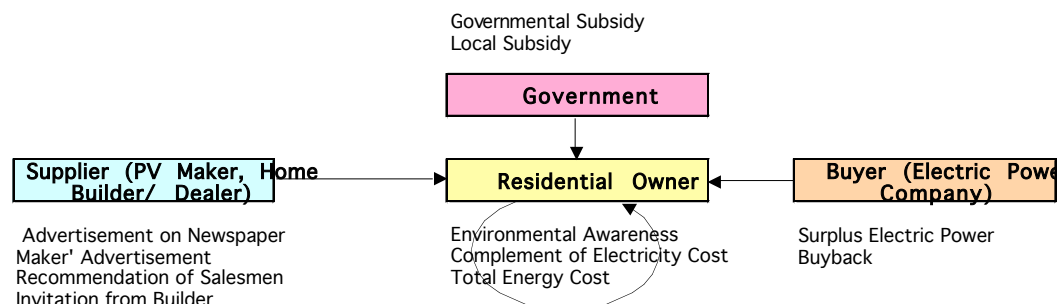 Governmental Subsidy
Local Subsidy
Government
Supplier (PV Maker, Home
Builder/ Dealer)
Residential Owner
Buyer (Electric Powe
Company)
Advertisement on Newspaper
Maker' Advertisement
Recommendation of Salesmen
Invitation from Builder
Environmental Awareness
Complement of Electricity Cost
Total Energy Cost
Surplus Electric Power
Buyback